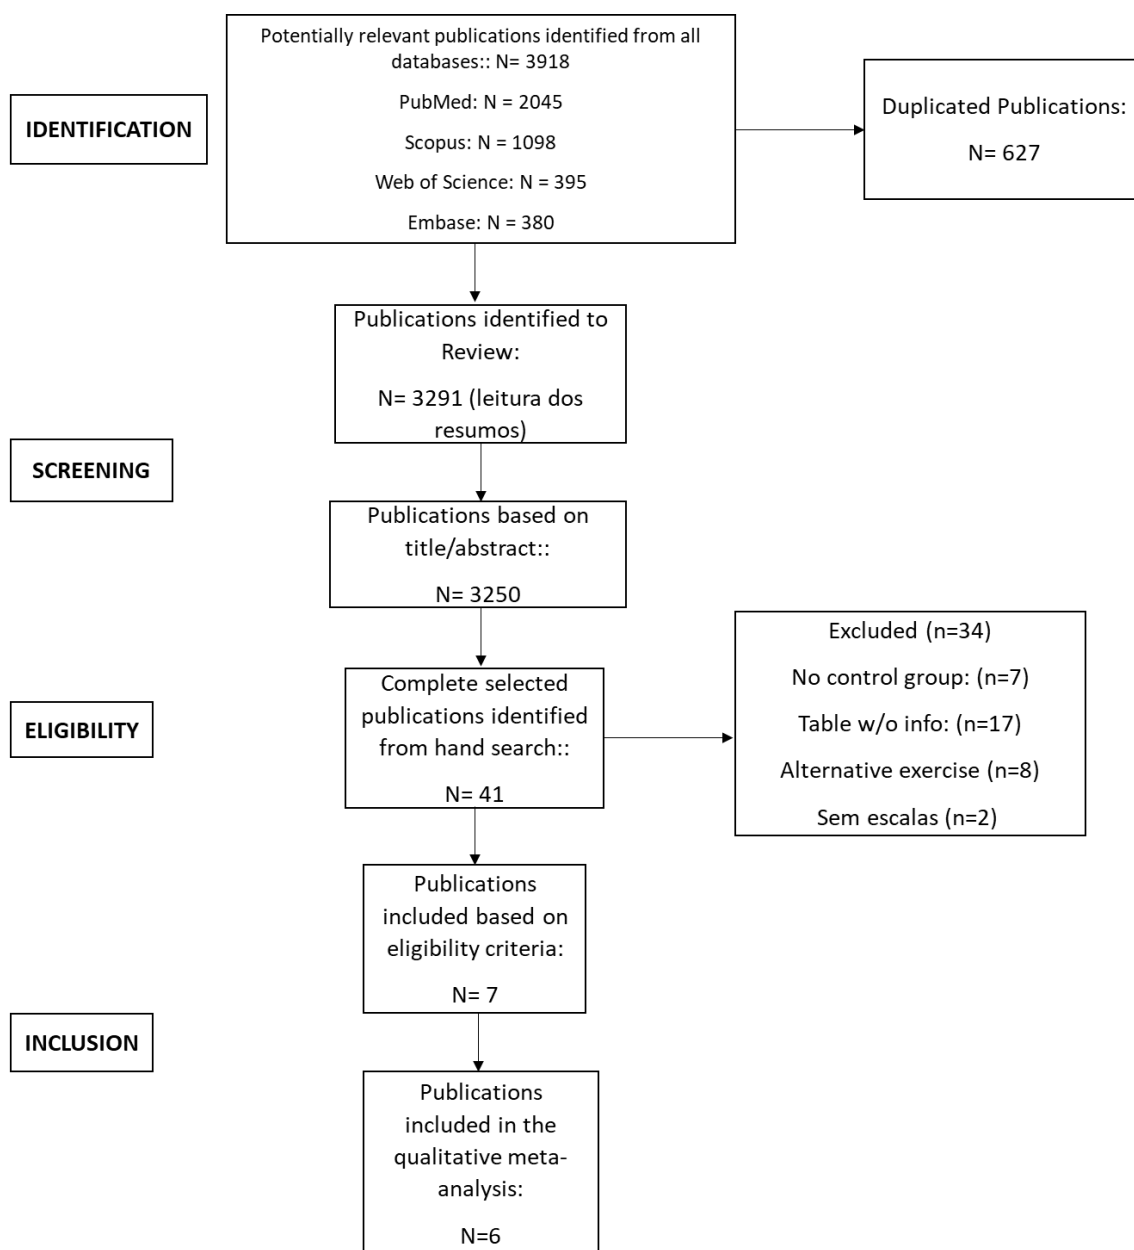 Potentially relevant publications identified from all
databases:: N= 3918
PubMed: N = 2045
Scopus: N = 1098
Web of Science: N = 395
Embase: N = 380
IDENTIFICATION
Duplicated Publications:
N= 627
Publications identified to
Review:
N= 3291 (leitura dos
resumos)
SCREENING
Publications based on
title/abstract::
N= 3250
ELIGIBILITY
Complete selected
publications identified
from hand search::
N= 41
Excluded (n=34)
No control group: (n=7)
Table w/o info: (n=17)
Alternative exercise (n=8)
Sem escalas (n=2)
Publications
included based on
eligibility criteria:
N= 7
INCLUSION
Publications
included in the
qualitative meta-
analysis:
N=6